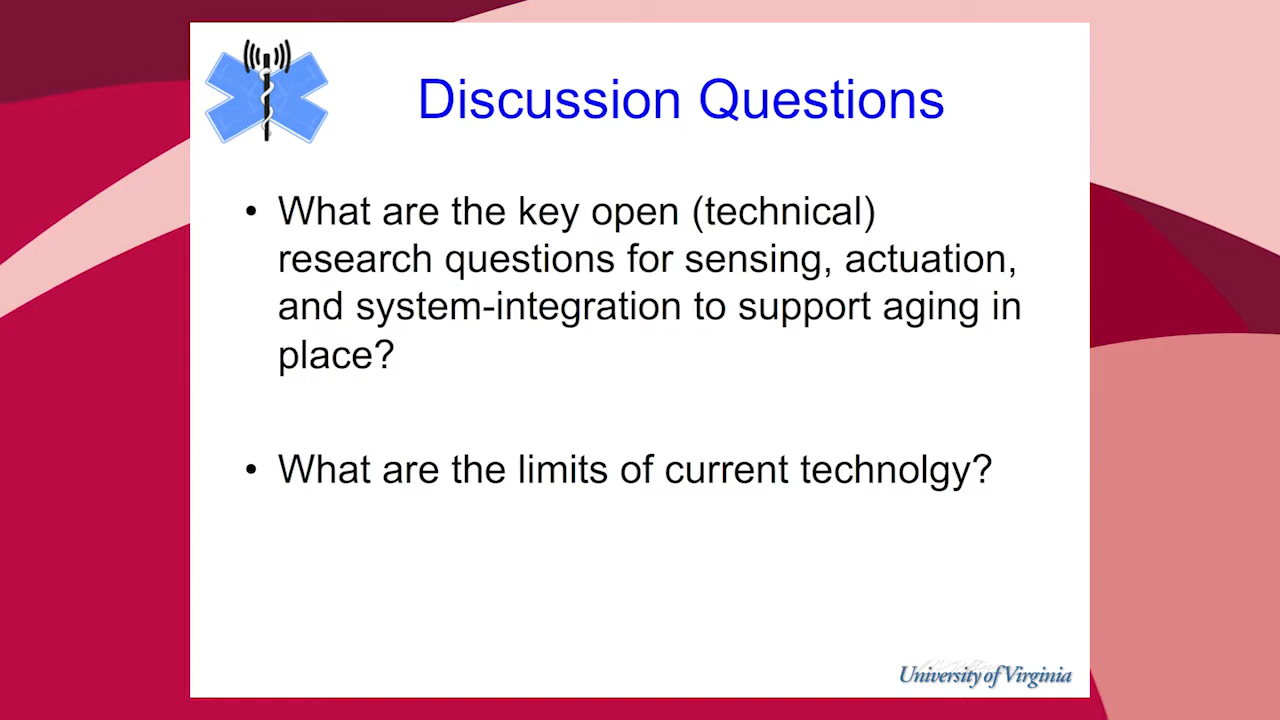 Discussion Questions
• What are the key open (technical)
research questions for sensing, actuation,
and system-integration to support aging in
place?
• What are the limits of current technolgy?
University of Virginia